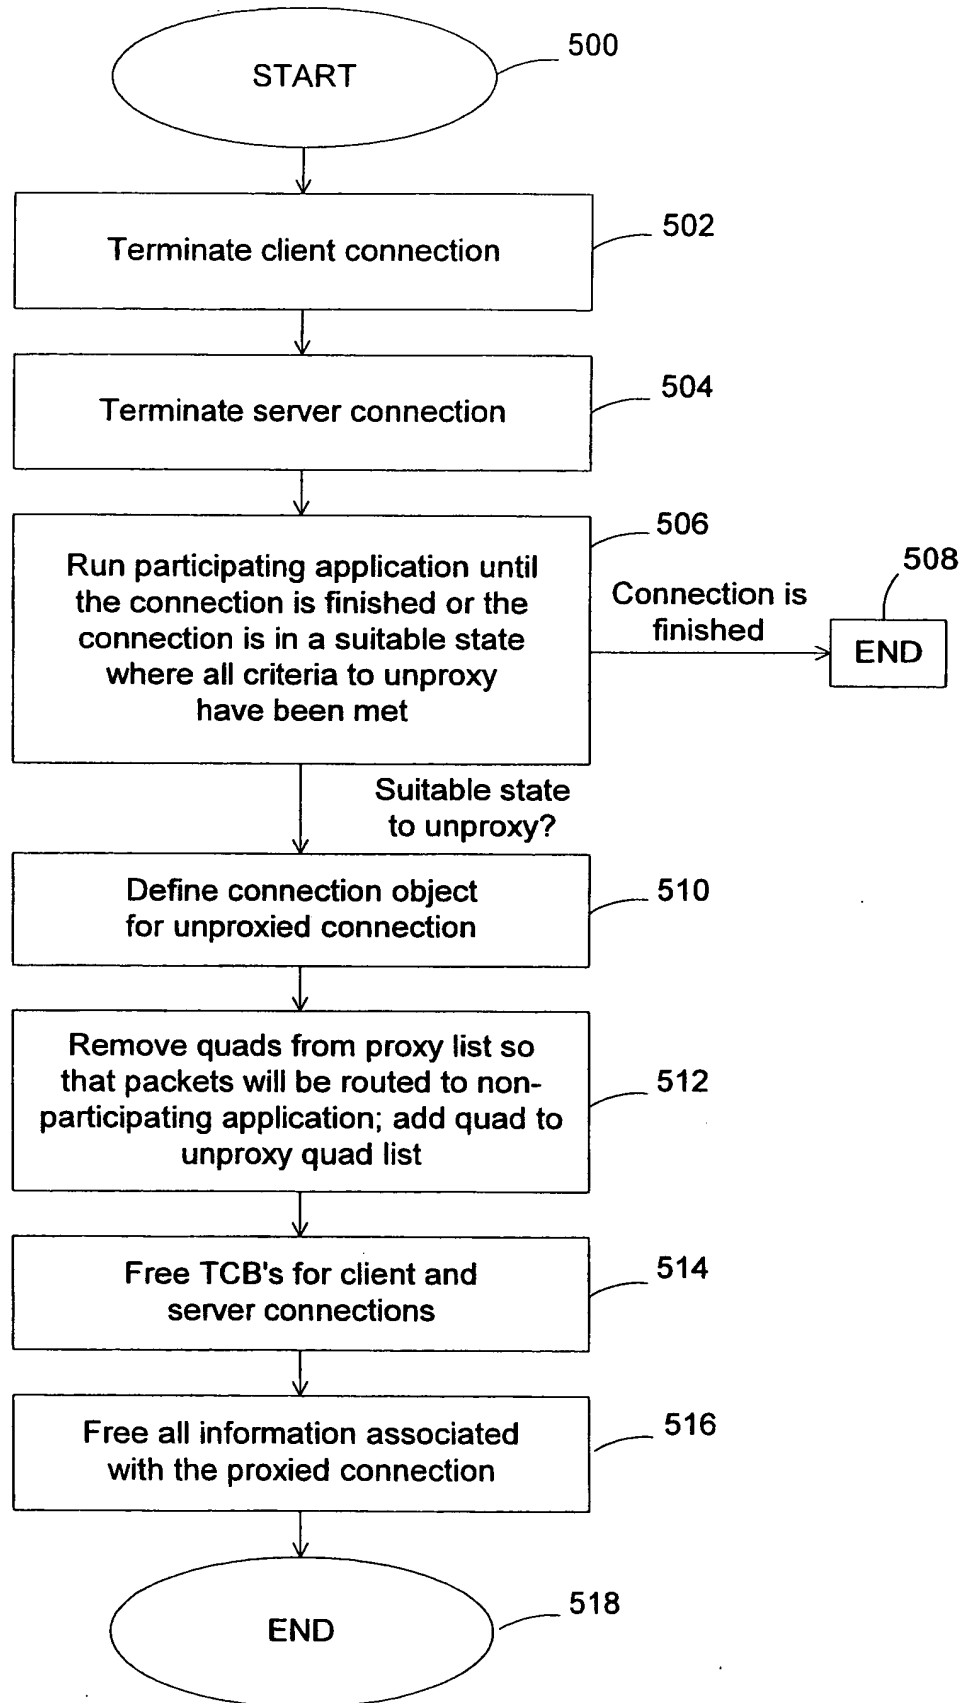 START
500
Terminate client connection
502
Terminate server connection
504
Run participating application until
the connection is finished or the
connection is in a suitable state
where all criteria to unproxy
have been met
506
Connection is
finished
508
END
Suitable state
to unproxy?
Define connection object
for unproxied connection
510
Remove quads from proxy list so
that packets will be routed to non-
participating application; add quad to
unproxy quad list
512
Free TCB's for client and
server connections
514
Free all information associated
with the proxied connection
516
END
518